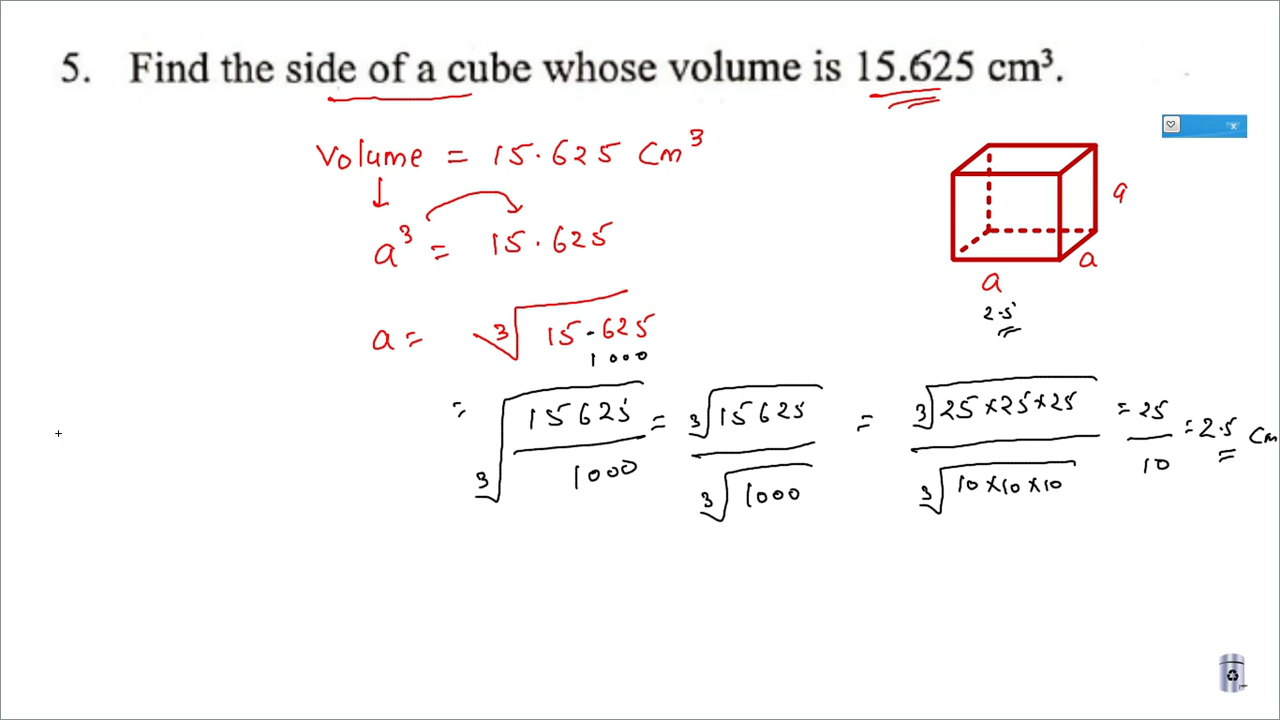 5. Find the side of a cube whose volume is 15.625 cm³.
Volume = 15.625 cm³
a³ = 15.625
a = ∛15.625
1000
= ∛(15625/1000) = ∛15625/∛1000 = ∛(25×25×25)/∛(10×10×10) = 25/10 = 2.5 cm
a
a
a
2.5